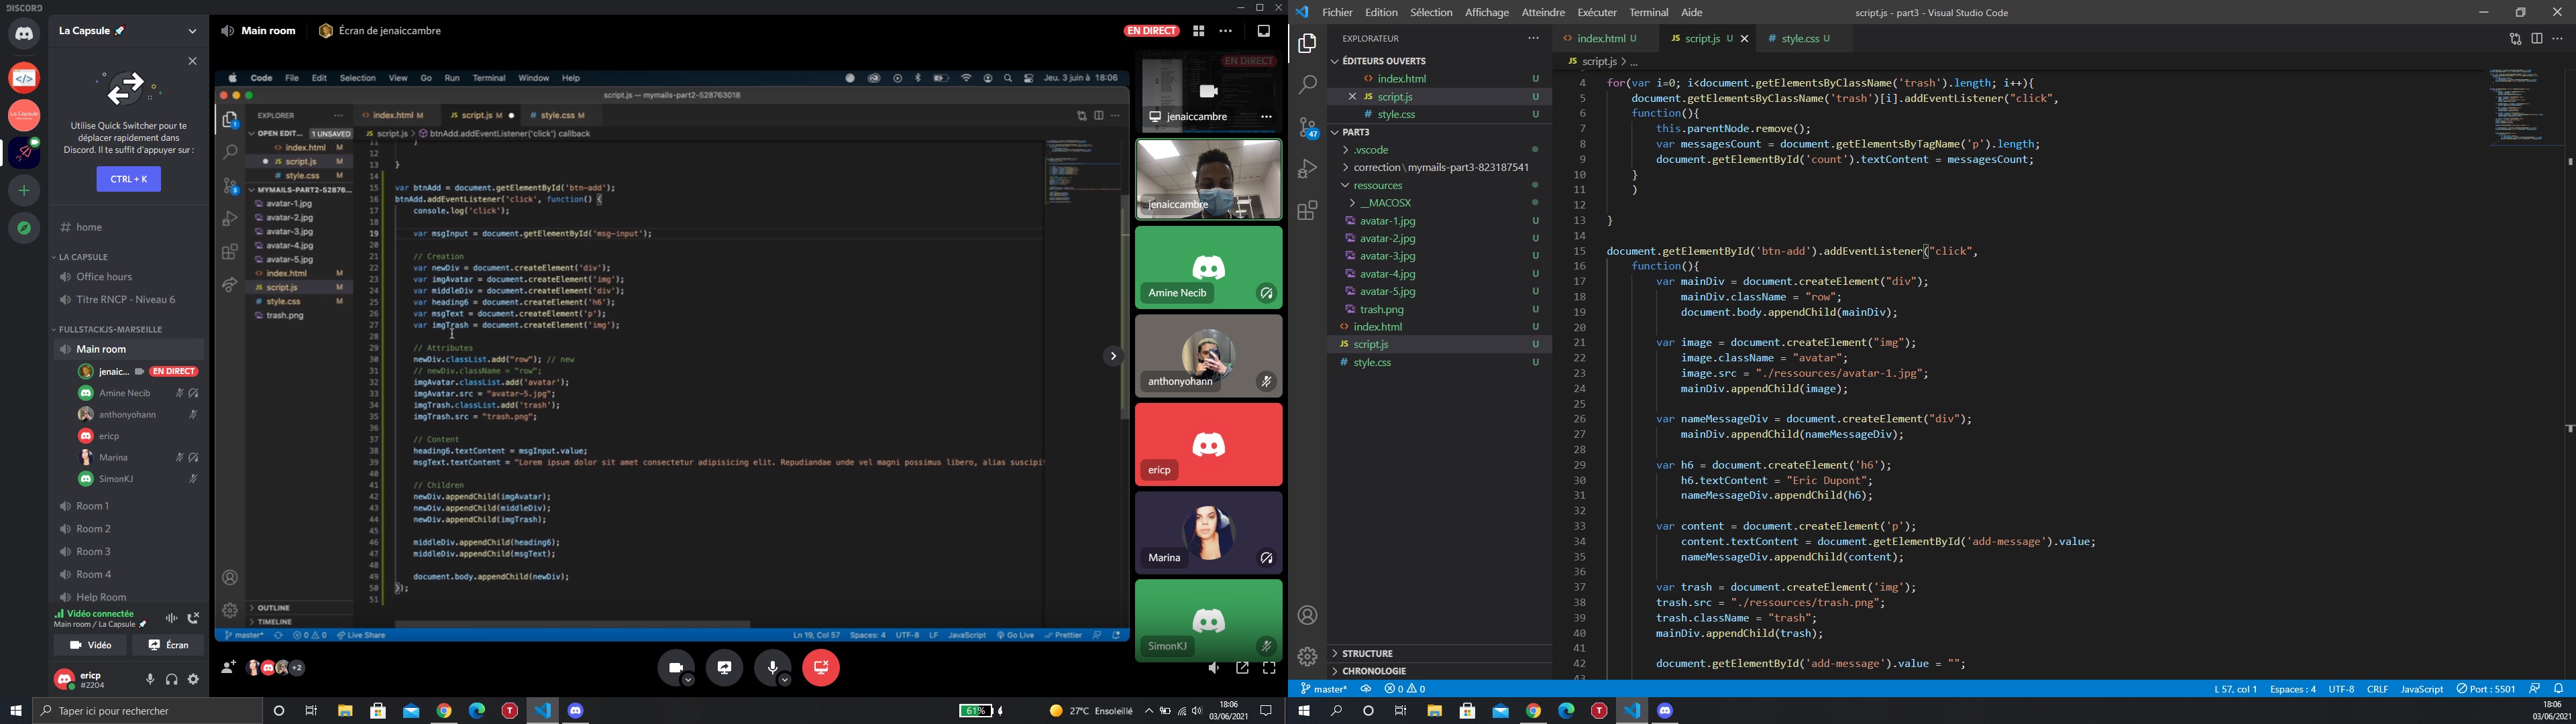 DISCORD
La Capsule 🚀
Utilise Quick Switcher pour te
déplacer rapidement dans
Discord. Il te suffit d'appuyer sur :
CTRL + K
home
LA CAPSULE
Office hours
Titre RNCP - Niveau 6
FULLSTACKJS-MARSEILLE
Main room
jenaic... EN DIRECT
Amine Necib
anthonyohann
ericp
Marina
SimonKJ
Room 1
Room 2
Room 3
Room 4
Help Room
Vidéo connectée
Main room / La Capsule 🚀
Vidéo Écran
ericp
#2204
Main room Écran de jenaiccambre EN DIRECT
Code File Edit Selection View Go Run Terminal Window Help Jeu. 3 juin à 18:06
script.js — mymails-part2-528763018
EXPLORER
OPEN EDIT... 1 UNSAVED
index.html M
script.js M
style.css M
MYMAILS-PART2-52876...
avatar-1.jpg
avatar-2.jpg
avatar-3.jpg
avatar-4.jpg
avatar-5.jpg
index.html M
script.js M
style.css M
trash.png
OUTLINE
TIMELINE
index.html M script.js M style.css M
script.js > btnAdd.addEventListener('click') callback
11 }
12
13 }
14
15 var btnAdd = document.getElementById('btn-add');
16 btnAdd.addEventListener('click', function() {
17 console.log('click');
18
19 var msgInput = document.getElementById('msg-input');
20
21 // Creation
22 var newDiv = document.createElement('div');
23 var imgAvatar = document.createElement('img');
24 var middleDiv = document.createElement('div');
25 var heading6 = document.createElement('h6');
26 var msgText = document.createElement('p');
27 var imgTrash = document.createElement('img');
28
29 // Attributes
30 newDiv.classList.add("row"); // new
31 // newDiv.className = "row";
32 imgAvatar.classList.add('avatar');
33 imgAvatar.src = "avatar-5.jpg";
34 imgTrash.classList.add('trash');
35 imgTrash.src = "trash.png";
36
37 // Content
38 heading6.textContent = msgInput.value;
39 msgText.textContent = "Lorem ipsum dolor sit amet consectetur adipisicing elit. Repudiandae unde vel magni possimus libero, alias suscipi
40
41 // Children
42 newDiv.appendChild(imgAvatar);
43 newDiv.appendChild(middleDiv);
44 newDiv.appendChild(imgTrash);
45
46 middleDiv.appendChild(heading6);
47 middleDiv.appendChild(msgText);
48
49 document.body.appendChild(newDiv);
50 });
51
master* 0 0 Live Share Ln 19, Col 57 Spaces: 4 UTF-8 LF JavaScript Go Live Prettier
+2
EN DIRECT
jenaiccambre
jenaiccambre
Amine Necib
anthonyohann
ericp
Marina
SimonKJ
Taper ici pour rechercher 61% 27°C Ensoleillé 18:06
03/06/2021
Fichier Edition Sélection Affichage Atteindre Exécuter Terminal Aide script.js - part3 - Visual Studio Code
EXPLORATEUR
ÉDITEURS OUVERTS
index.html U
script.js U
style.css U
PART3
.vscode
correction \ mymails-part3-823187541
ressources
__MACOSX
avatar-1.jpg U
avatar-2.jpg U
avatar-3.jpg U
avatar-4.jpg U
avatar-5.jpg U
trash.png U
index.html U
script.js U
style.css U
STRUCTURE
CHRONOLOGIE
47
index.html U script.js U style.css U
script.js > ...
4 for(var i=0; i<document.getElementsByClassName('trash').length; i++){
5 document.getElementsByClassName('trash')[i].addEventListener("click",
6 function(){
7 this.parentNode.remove();
8 var messagesCount = document.getElementsByTagName('p').length;
9 document.getElementById('count').textContent = messagesCount;
10 }
11 )
12
13 }
14
15 document.getElementById('btn-add').addEventListener("click",
16 function(){
17 var mainDiv = document.createElement("div");
18 mainDiv.className = "row";
19 document.body.appendChild(mainDiv);
20
21 var image = document.createElement("img");
22 image.className = "avatar";
23 image.src = "./ressources/avatar-1.jpg";
24 mainDiv.appendChild(image);
25
26 var nameMessageDiv = document.createElement("div");
27 mainDiv.appendChild(nameMessageDiv);
28
29 var h6 = document.createElement('h6');
30 h6.textContent = "Eric Dupont";
31 nameMessageDiv.appendChild(h6);
32
33 var content = document.createElement('p');
34 content.textContent = document.getElementById('add-message').value;
35 nameMessageDiv.appendChild(content);
36
37 var trash = document.createElement('img');
38 trash.src = "./ressources/trash.png";
39 trash.className = "trash";
40 mainDiv.appendChild(trash);
41
42 document.getElementById('add-message').value = "";
43
master* 0 0 L 57, col 1 Espaces : 4 UTF-8 CRLF JavaScript Port : 5501
18:06
03/06/2021